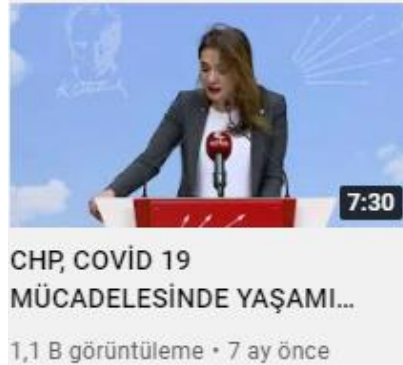 7:30
CHP, COVİD 19
MÜCADELESİNDE YAŞAMI...
1,1 B görüntüleme • 7 ay önce